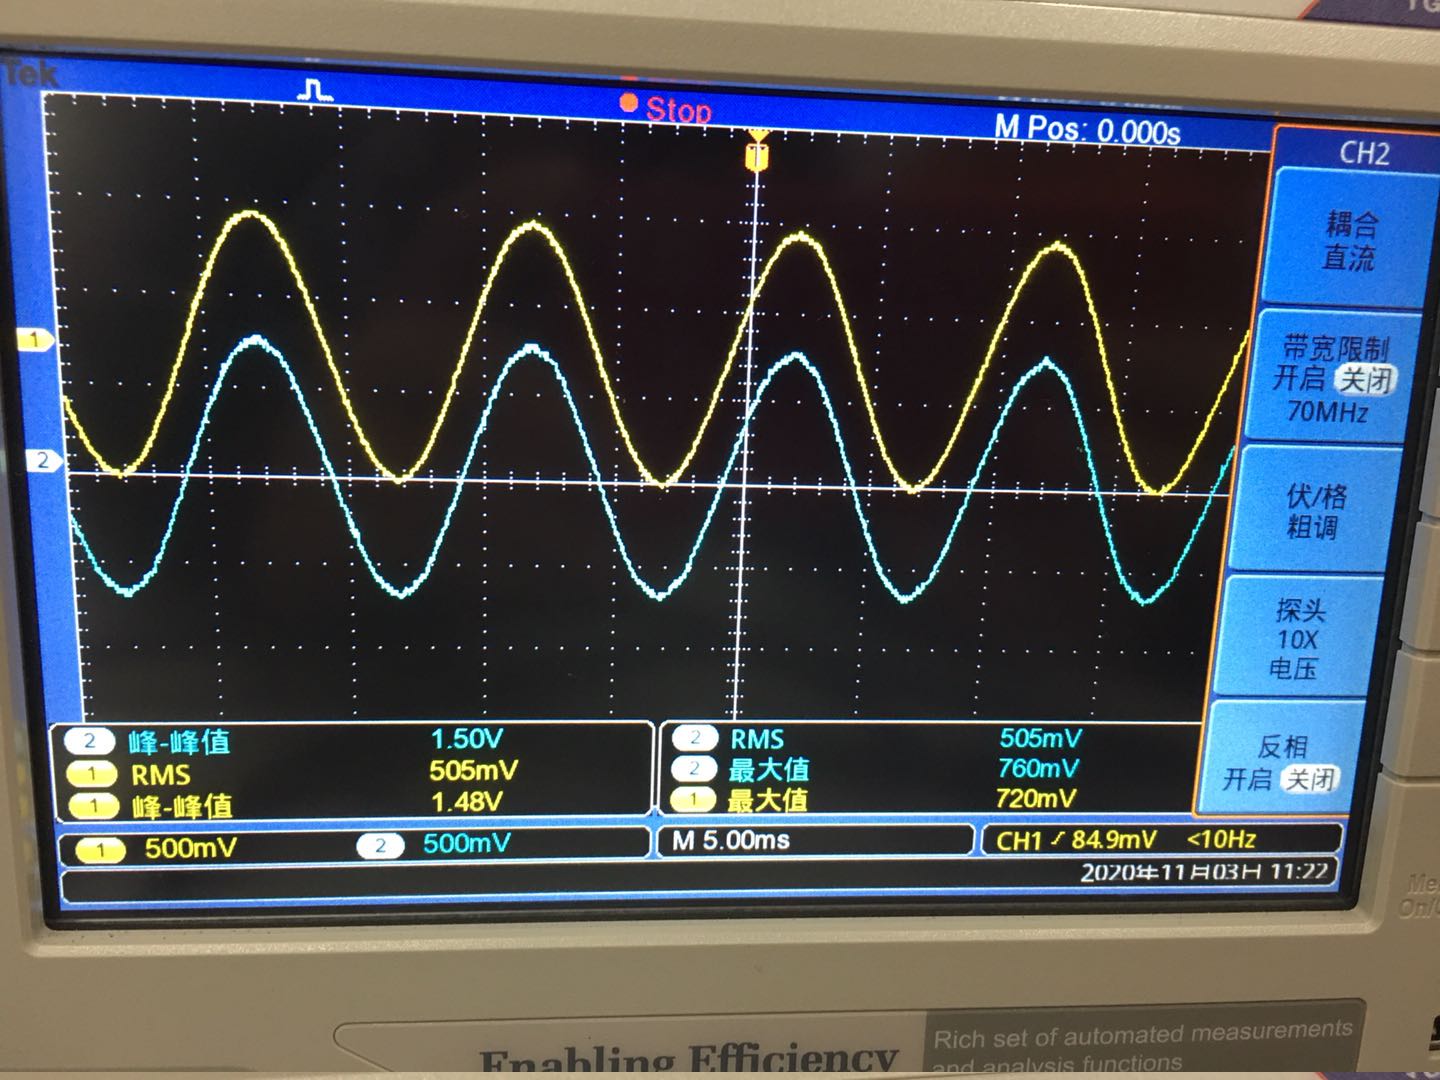 Tek
Stop
M Pos: 0.000s
T
CH2
耦合
直流
带宽限制
开启 关闭
70MHz
伏/格
粗调
探头
10X
电压
反相
开启 关闭
1
2
2 峰-峰值 1.50V
1 RMS 505mV
1 峰-峰值 1.48V
2 RMS 505mV
2 最大值 760mV
1 最大值 720mV
1 500mV 2 500mV
M 5.00ms
CH1 84.9mV <10Hz
2020年11月03日 11:22
Enabling Efficiency
Rich set of automated measurements
and analysis functions